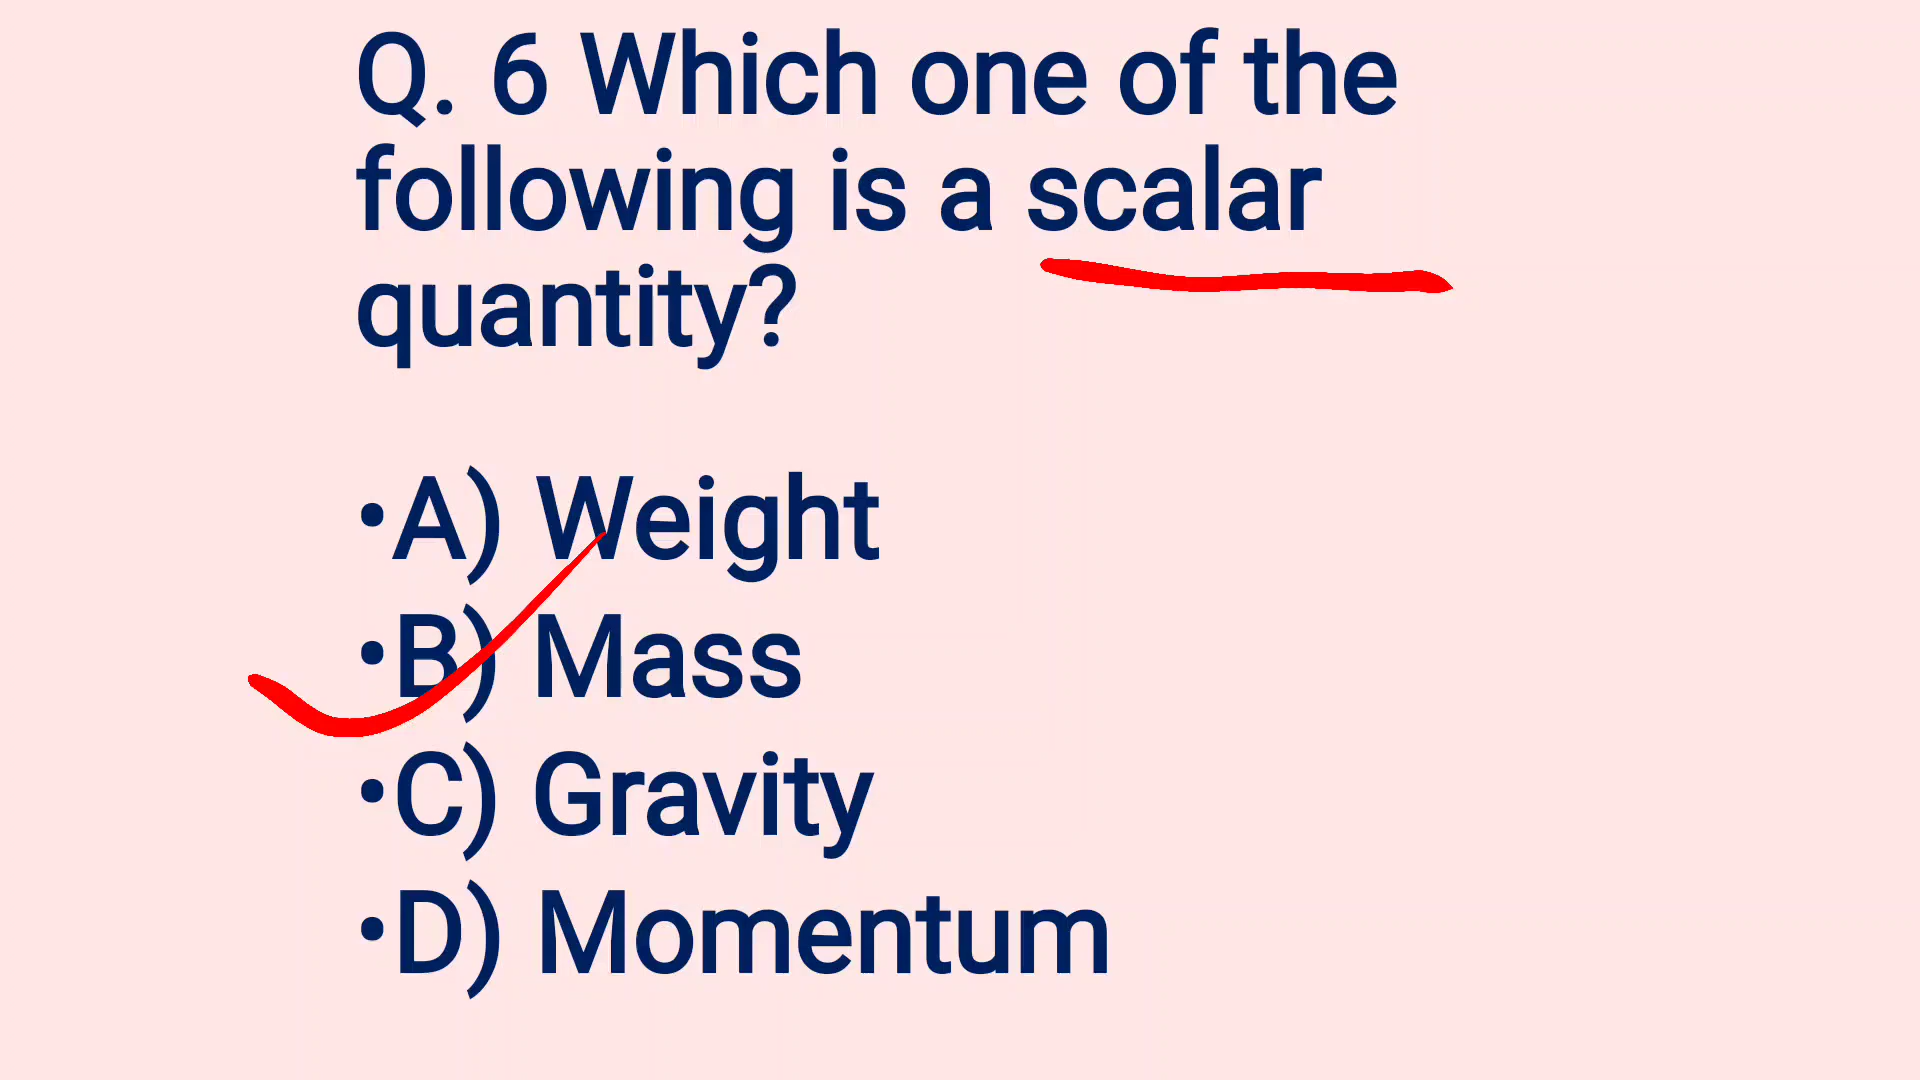 Q. 6 Which one of the
following is a scalar
quantity?
•A) Weight
•B) Mass
•C) Gravity
•D) Momentum